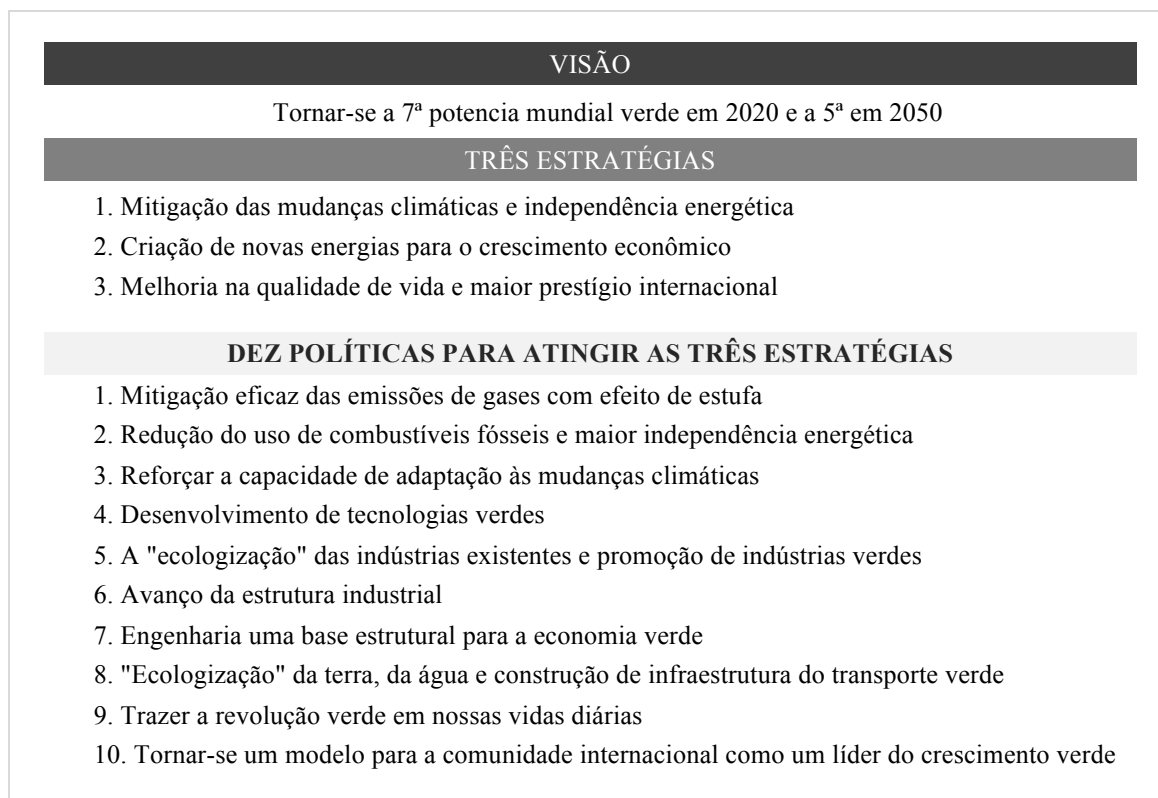 VISÃO
Tornar-se a 7ª potencia mundial verde em 2020 e a 5ª em 2050
TRÊS ESTRATÉGIAS
1. Mitigação das mudanças climáticas e independência energética
2. Criação de novas energias para o crescimento econômico
3. Melhoria na qualidade de vida e maior prestígio internacional
DEZ POLÍTICAS PARA ATINGIR AS TRÊS ESTRATÉGIAS
1. Mitigação eficaz das emissões de gases com efeito de estufa
2. Redução do uso de combustíveis fósseis e maior independência energética
3. Reforçar a capacidade de adaptação às mudanças climáticas
4. Desenvolvimento de tecnologias verdes
5. A "ecologização" das indústrias existentes e promoção de indústrias verdes
6. Avanço da estrutura industrial
7. Engenharia uma base estrutural para a economia verde
8. "Ecologização" da terra, da água e construção de infraestrutura do transporte verde
9. Trazer a revolução verde em nossas vidas diárias
10. Tornar-se um modelo para a comunidade internacional como um líder do crescimento verde